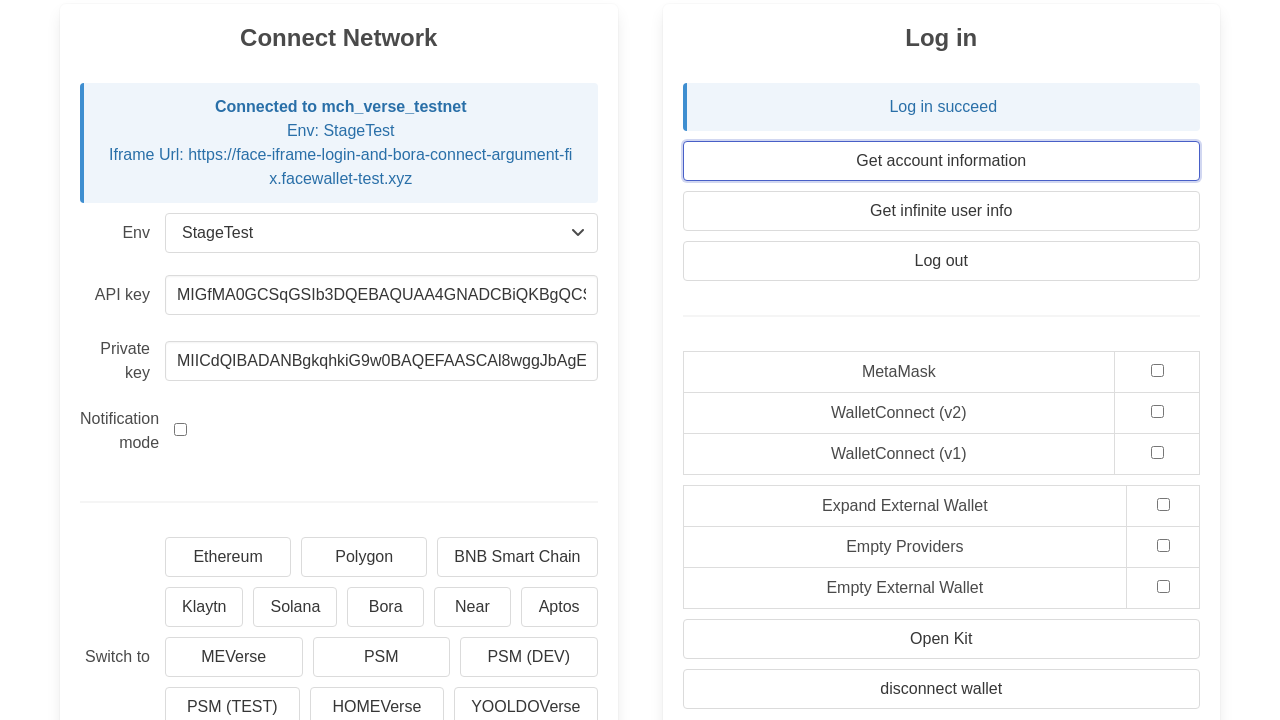 Connect Network
Connected to mch_verse_testnet
Env: StageTest
Iframe Url: https://face-iframe-login-and-bora-connect-argument-fi
x.facewallet-test.xyz
Env
StageTest
API key
MIGfMA0GCSqGSIb3DQEBAQUAA4GNADCBiQKBgQCS
Private
key
MIICdQIBADANBgkqhkiG9w0BAQEFAASCAl8wggJbAgE
Notification
mode
Switch to
Ethereum
Polygon
BNB Smart Chain
Klaytn
Solana
Bora
Near
Aptos
MEVerse
PSM
PSM (DEV)
PSM (TEST)
HOMEVerse
YOOLDOVerse
Log in
Log in succeed
Get account information
Get infinite user info
Log out
MetaMask
WalletConnect (v2)
WalletConnect (v1)
Expand External Wallet
Empty Providers
Empty External Wallet
Open Kit
disconnect wallet